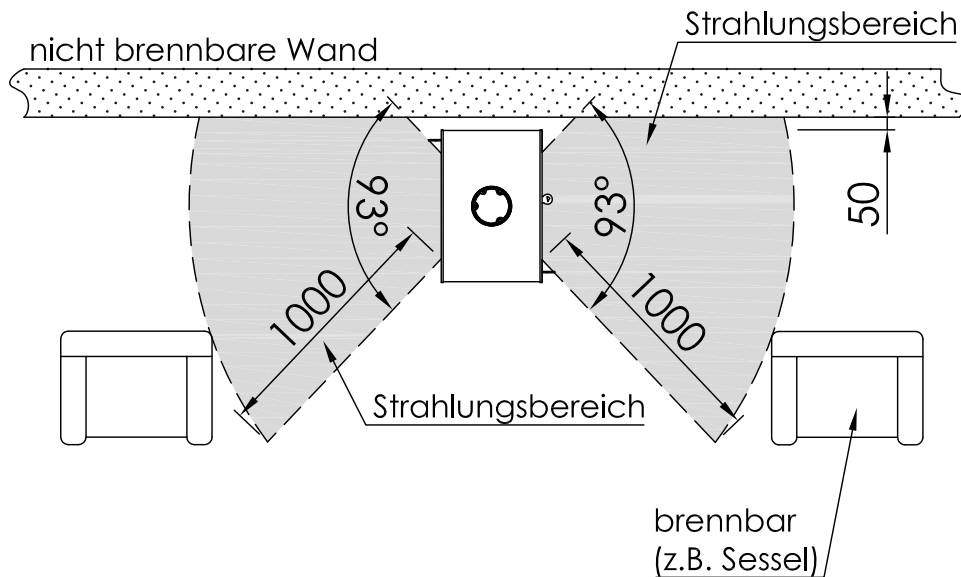 Strahlungsbereich
nicht brennbare Wand
93°
93°
50
1000
1000
Strahlungsbereich
brennbar
(z.B. Sessel)